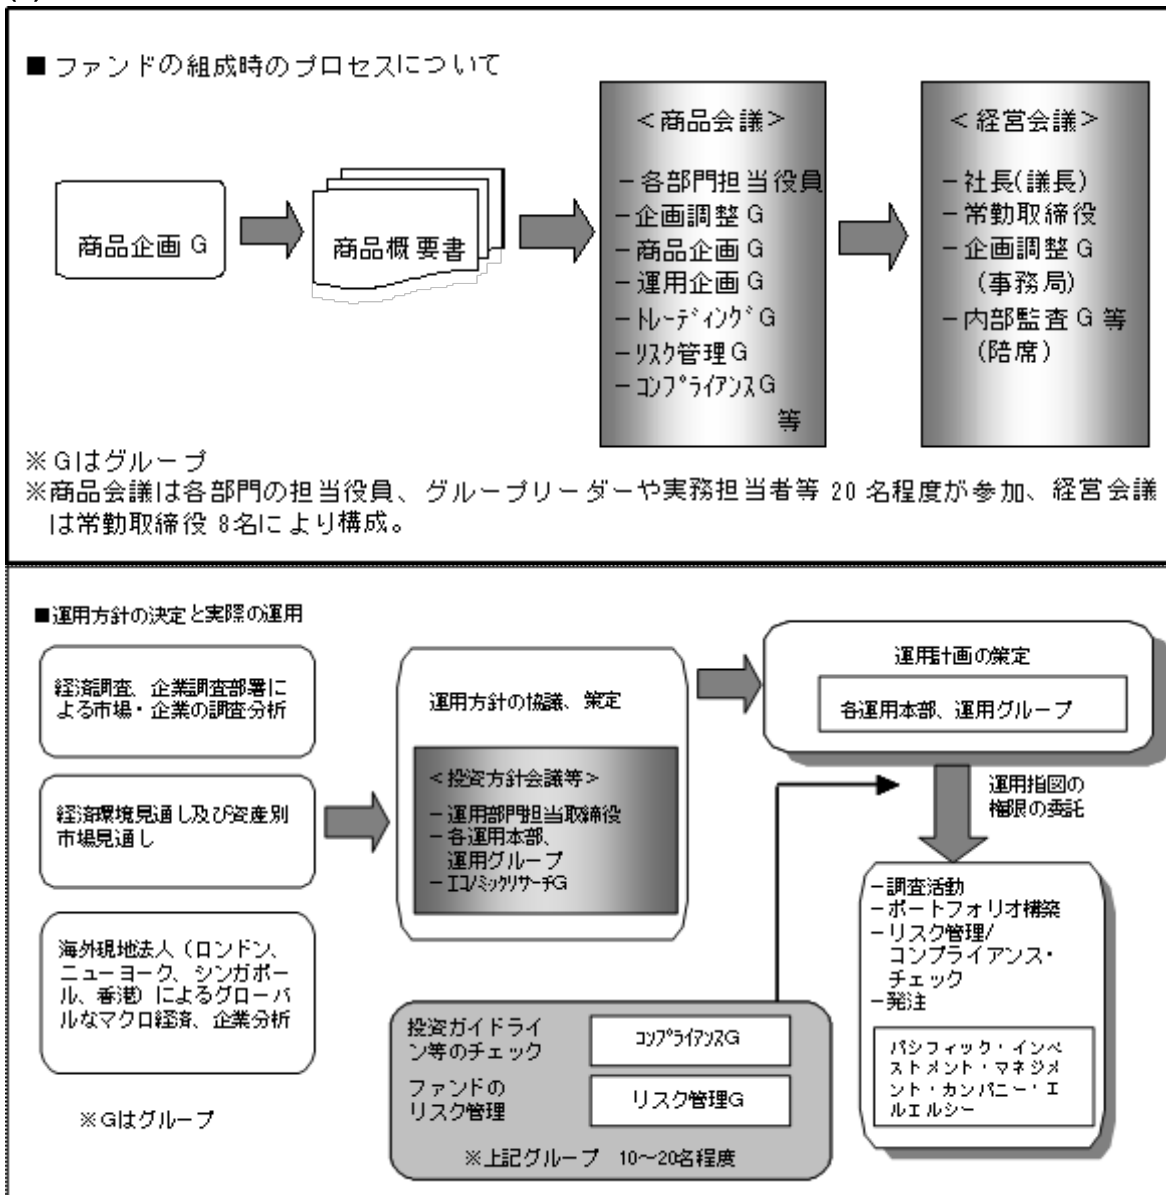 ■ファンドの組成時のプロセスについて
商品企画G
商品概要書
＜商品会議＞
－各部門担当役員
－企画調整G
－商品企画G
－運用企画G
－ﾄﾚｰﾃﾞｨﾝｸﾞG
－ﾘｽｸ管理G
－ｺﾝﾌﾟﾗｲｱﾝｽG
等
＜経営会議＞
－社長(議長)
－常勤取締役
－企画調整G
(事務局)
－内部監査G等
(陪席)
※Gはグループ
※商品会議は各部門の担当役員、グループリーダーや実務担当者等 20名程度が参加、経営会議
は常勤取締役 8名により構成。
■運用方針の決定と実際の運用
経済調査、企業調査部署に
よる市場・企業の調査分析
経済環境見通し及び資産別
市場見通し
海外現地法人（ロンドン、
ニューヨーク、シンガポー
ル、香港）によるグローバ
ルなマクロ経済、企業分析
※Gはグループ
運用方針の協議、策定
＜投資方針会議等＞
－運用部門担当取締役
－各運用本部、
運用グループ
－ｴｺﾉﾐｯｸﾘｻｰﾁG
運用計画の策定
各運用本部、運用グループ
運用指図の
権限の委託
－調査活動
－ポートフォリオ構築
－リスク管理/
コンプライアンス・
チェック
－発注
パシフィック・インベ
ストメント・マネジメ
ント・カンパニー・エ
ルエルシー
投資ガイドライ
ン等のチェック
ｺﾝﾌﾟﾗｲｱﾝｽG
ファンドの
リスク管理
リスク管理G
※上記グループ 10～20名程度